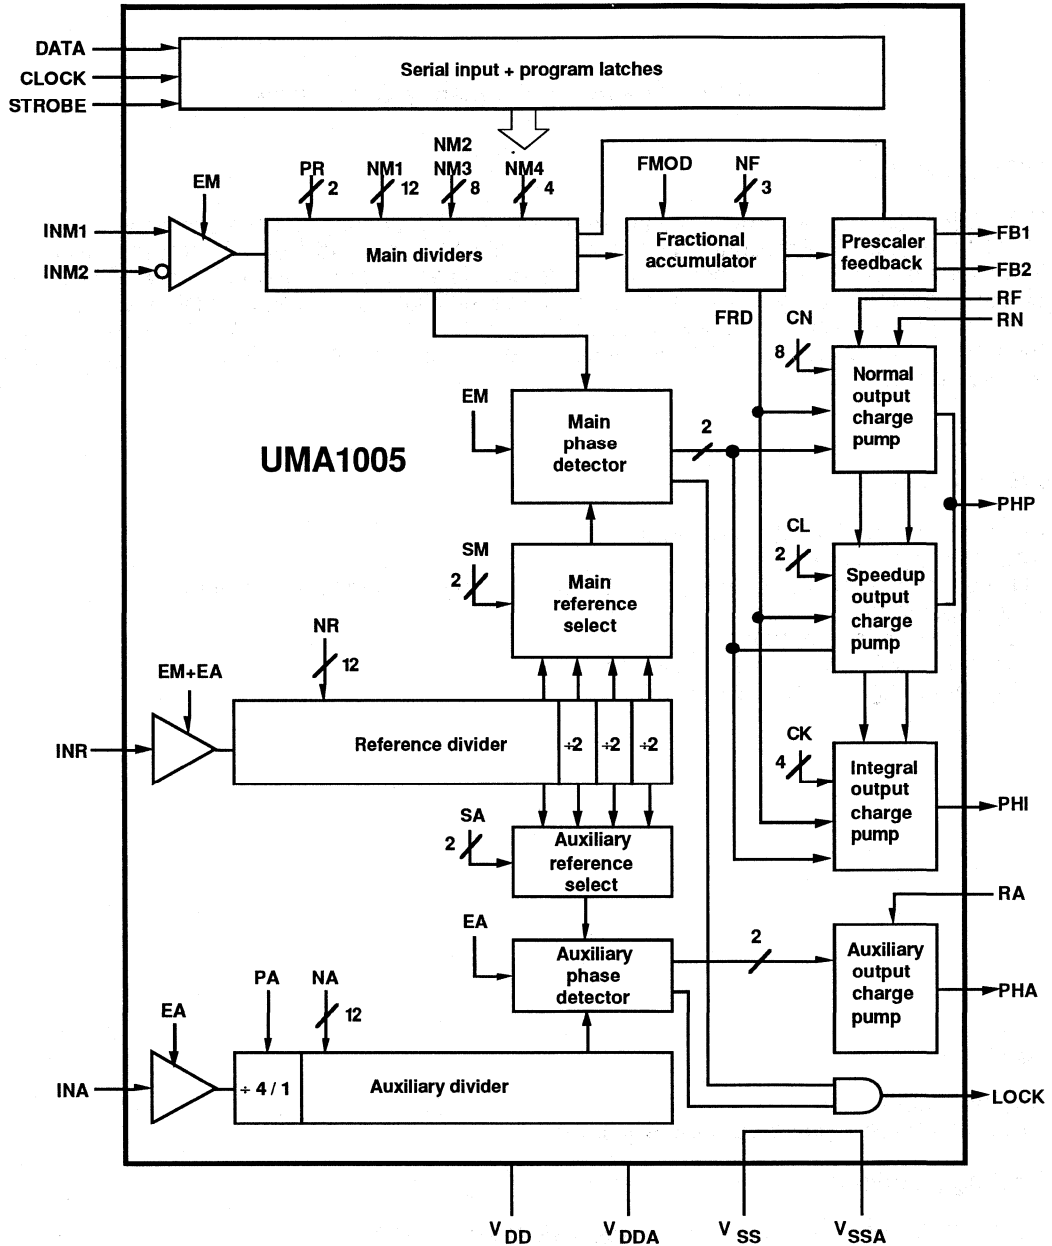 DATA
CLOCK
STROBE
Serial input + program latches
EM
PR
2
NM1
12
NM2
NM3
8
NM4
4
FMOD
NF
3
INM1
INM2
Main dividers
Fractional
accumulator
Prescaler
feedback
FB1
FB2
RF
RN
FRD
CN
8
Normal
output
charge
pump
EM
Main
phase
detector
2
UMA1005
PHP
SM
2
Main
reference
select
CL
2
Speedup
output
charge
pump
NR
12
EM+EA
INR
Reference divider
÷2
÷2
÷2
CK
4
Integral
output
charge
pump
PHI
SA
2
Auxiliary
reference
select
RA
EA
Auxiliary
phase
detector
2
Auxiliary
output
charge
pump
PHA
PA
NA
12
EA
INA
÷ 4 / 1
Auxiliary divider
LOCK
VDD
VDDA
VSS
VSSA